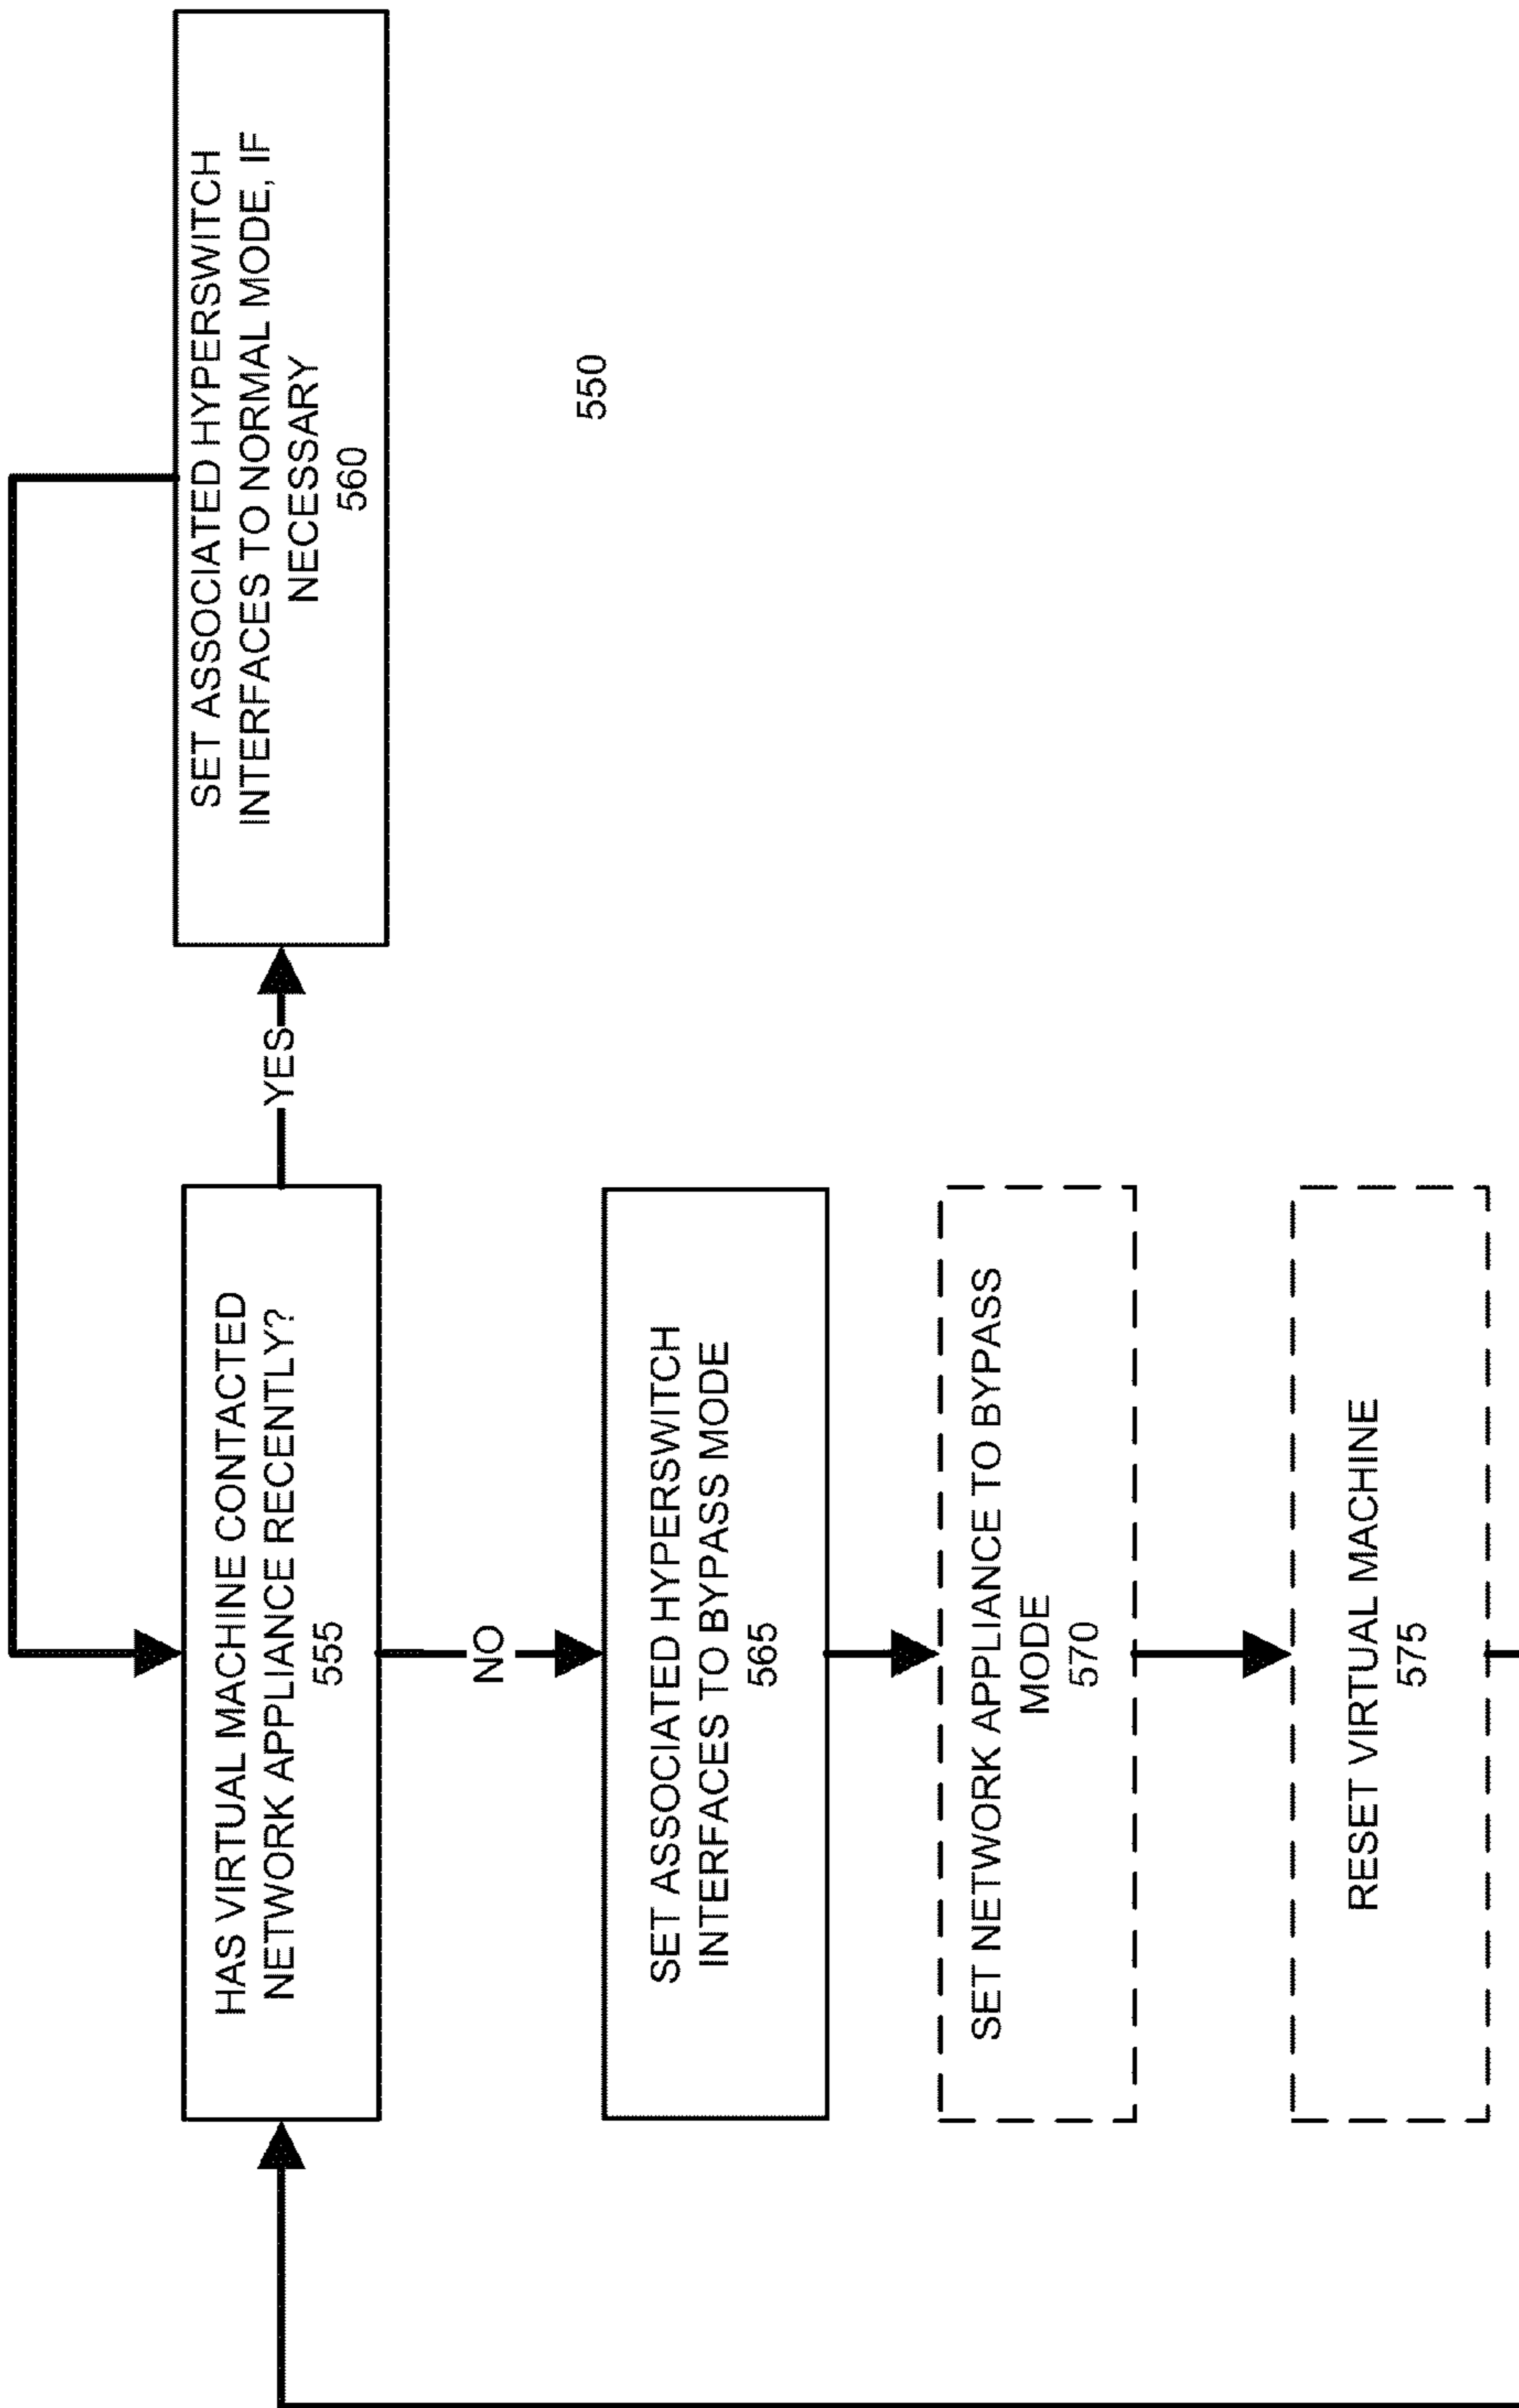 HAS VIRTUAL MACHINE CONTACTED
NETWORK APPLIANCE RECENTLY?
555
YES
SET ASSOCIATED HYPERSWITCH
INTERFACES TO NORMAL MODE, IF
NECESSARY
560
NO
550
SET ASSOCIATED HYPERSWITCH
INTERFACES TO BYPASS MODE
565
SET NETWORK APPLIANCE TO BYPASS
MODE
570
RESET VIRTUAL MACHINE
575